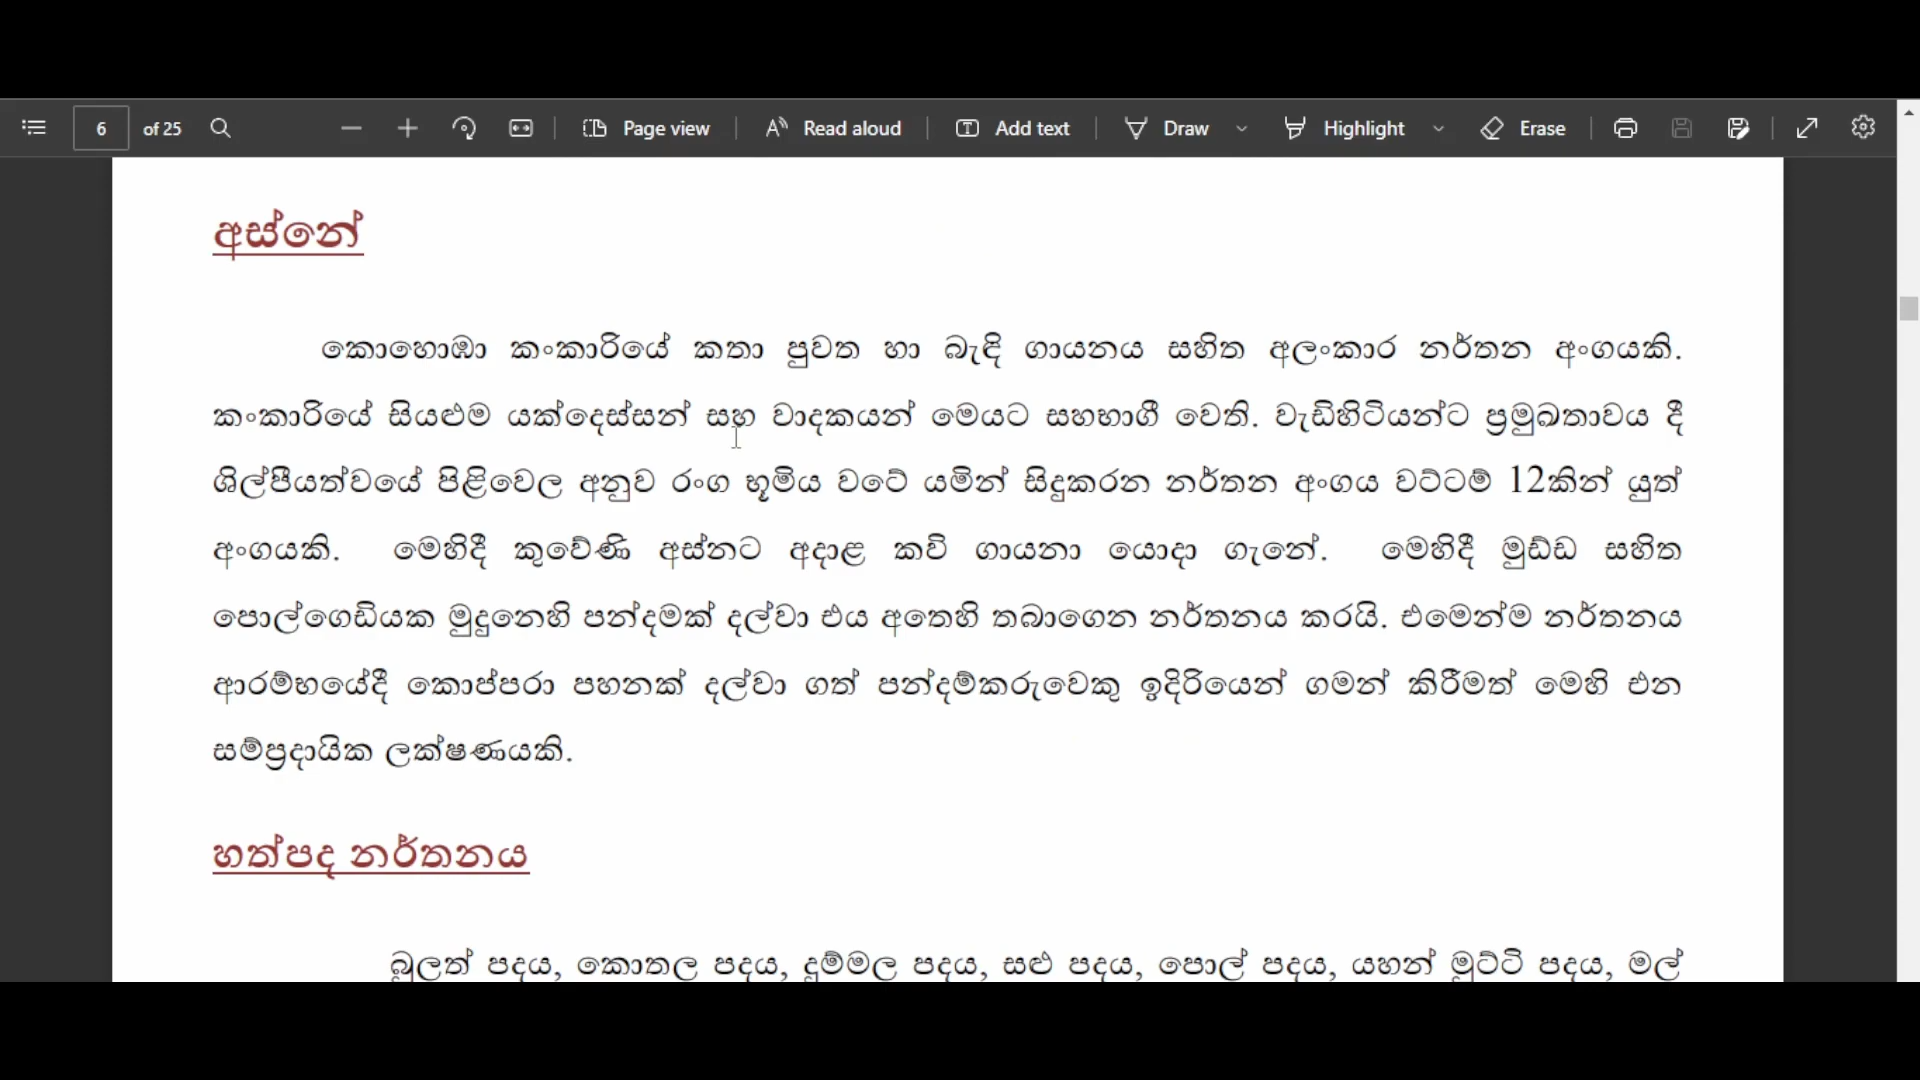 6 of 25 Page view Read aloud Add text Draw Highlight Erase
අස්නේ
කොහොඹා කංකාරියේ කතා පුවත හා බැඳි ගායනය සහිත අලංකාර නර්තන අංගයකි.
කංකාරියේ සියළුම යක්දෙස්සන් සහ වාදකයන් මෙයට සහභාගී වෙති. වැඩිහිටියන්ට ප්‍රමුඛතාවය දී
ශිල්පීයත්වයේ පිළිවෙල අනුව රංග භූමිය වටේ යමින් සිදුකරන නර්තන අංගය වට්ටම් 12කින් යුත්
අංගයකි. මෙහිදී කුවේණි අස්නට අදාළ කවි ගායනා යොදා ගැනේ. මෙහිදී මුඩ්ඩ සහිත
පොල්ගෙඩියක මුදුනෙහි පන්දමක් දල්වා එය අතෙහි තබාගෙන නර්තනය කරයි. එමෙන්ම නර්තනය
ආරම්භයේදී කොප්පරා පහනක් දල්වා ගත් පන්දම්කරුවෙකු ඉදිරියෙන් ගමන් කිරීමත් මෙහි එන
සම්ප්‍රදායික ලක්ෂණයකි.
හත්පද නර්තනය
බුලත් පදය, කොතල පදය, දුම්මල පදය, සළු පදය, පොල් පදය, යහන් මුට්ටි පදය, මල්